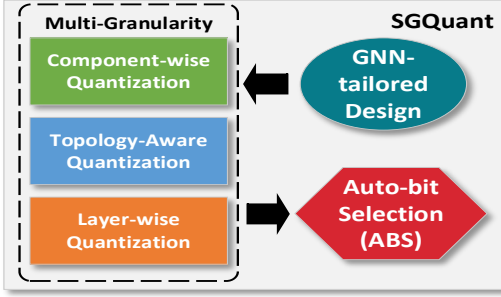 Multi-Granularity
SGQuant
Component-wise
Quantization
GNN-
tailored
Design
Topology-Aware
Quantization
Layer-wise
Quantization
Auto-bit
Selection
(ABS)